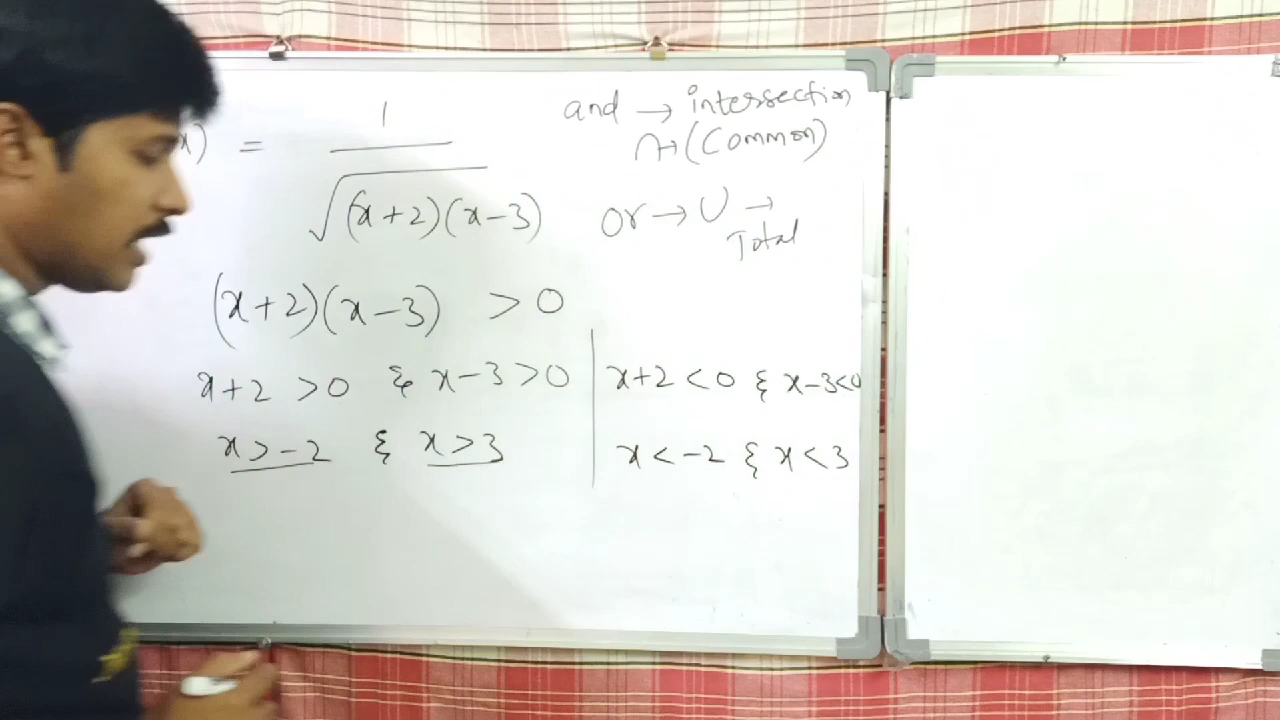 x) = 1 / √(x+2)(x-3)
and → intersection
∩→(Common)
or → ∪ →
Total
(x+2)(x-3) > 0
x+2 > 0 & x-3 > 0 | x+2 < 0 & x-3<0
x > -2 & x > 3 | x < -2 & x < 3